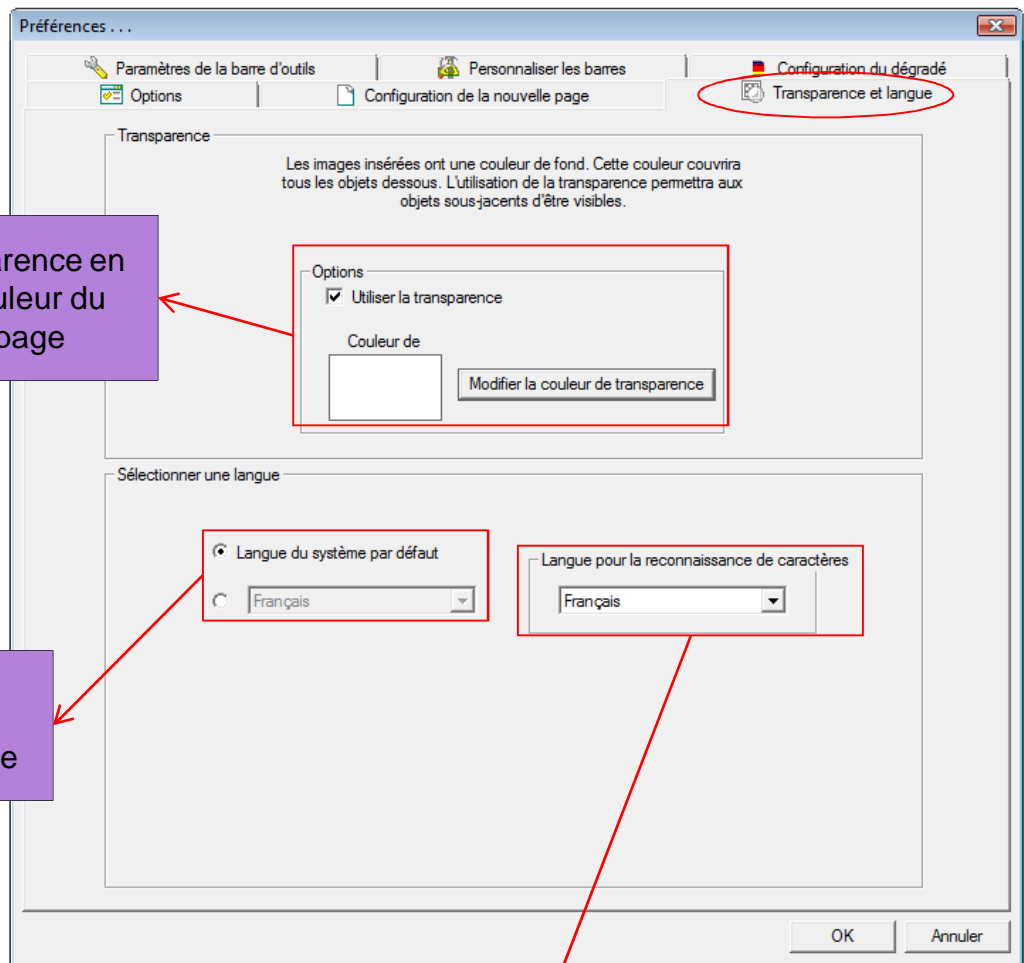 Préférences . . .
Paramètres de la barre d'outils
Personnaliser les barres
Configuration du dégradé
Options
Configuration de la nouvelle page
Transparence et langue
Transparence
Les images insérées ont une couleur de fond. Cette couleur couvrira
tous les objets dessous. L'utilisation de la transparence permettra aux
objets sous-jacents d'être visibles.
en
du
page
Options
Utiliser la transparence
Couleur de
Modifier la couleur de transparence
Sélectionner une langue
Langue du système par défaut
Français
Langue pour la reconnaissance de caractères
Français
OK
Annuler